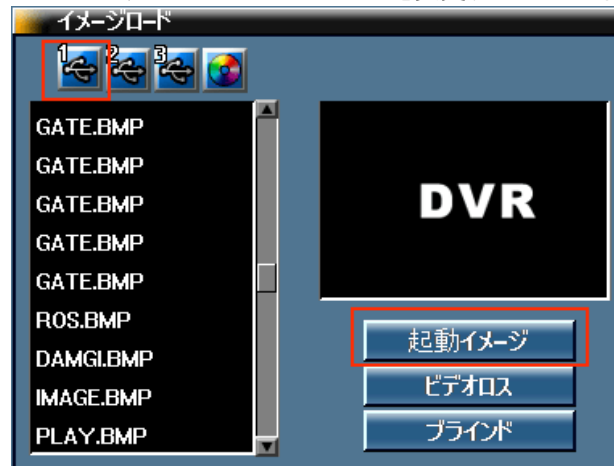 イメージロード
1 2 3
GATE.BMP
GATE.BMP
GATE.BMP
GATE.BMP
GATE.BMP
ROS.BMP
DAMGI.BMP
IMAGE.BMP
PLAY.BMP
DVR
起動イメージ
ビデオロス
ブラインド